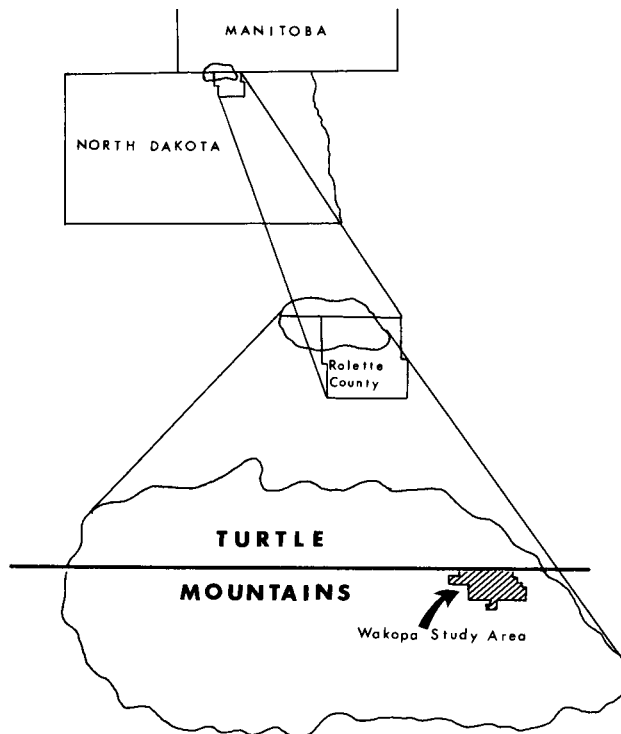 MANITOBA
NORTH DAKOTA
Rolette
County
TURTLE
MOUNTAINS
Wakopa Study Area